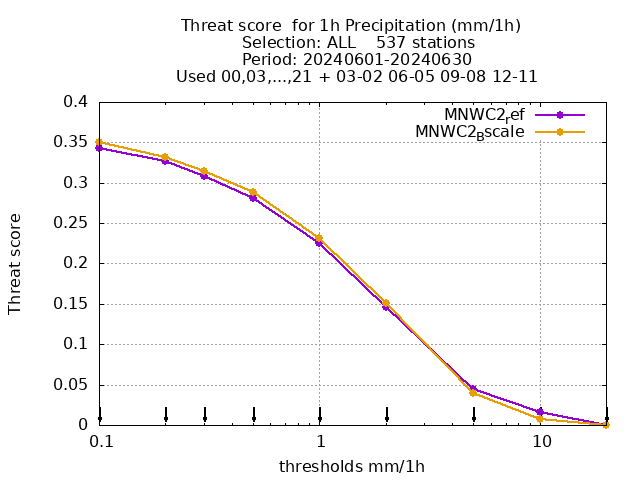 Threat score  for 1h Precipitation (mm/1h)
Selection: ALL    537 stations
Period: 20240601-20240630
Used 00,03,...,21 + 03-02 06-05 09-08 12-11
MNWC2ref
MNWC2Bscale
0.4
0.35
0.3
0.25
0.2
0.15
0.1
0.05
0
Threat score
0.1 1 10
thresholds mm/1h